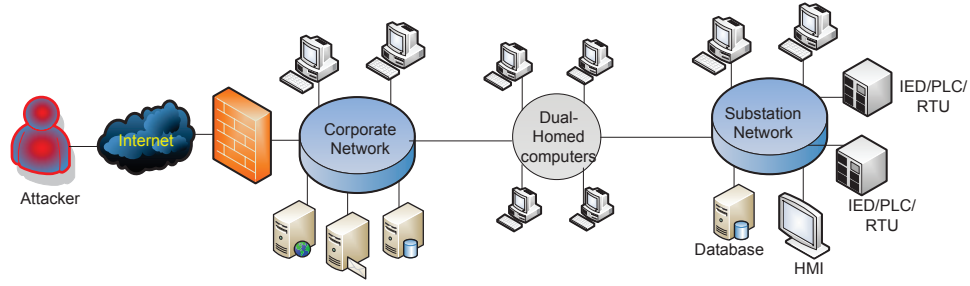 Attacker
Internet
Corporate
Network
Dual-
Homed
computers
Substation
Network
IED/PLC/
RTU
IED/PLC/
RTU
Database
HMI